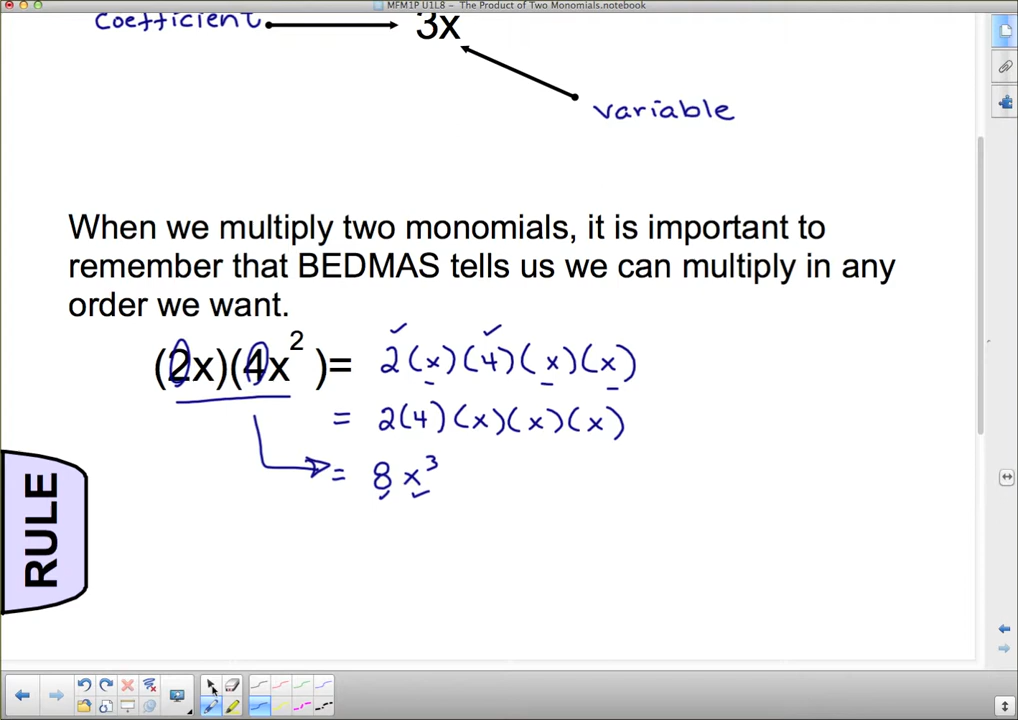 MFM1P U1L8 – The Product of Two Monomials.notebook
Coefficient
3x
variable
When we multiply two monomials, it is important to
remember that BEDMAS tells us we can multiply in any
order we want.
(2x)(4x²)= 2(x)(4)(x)(x)
= 2(4)(x)(x)(x)
= 8x³
RULE